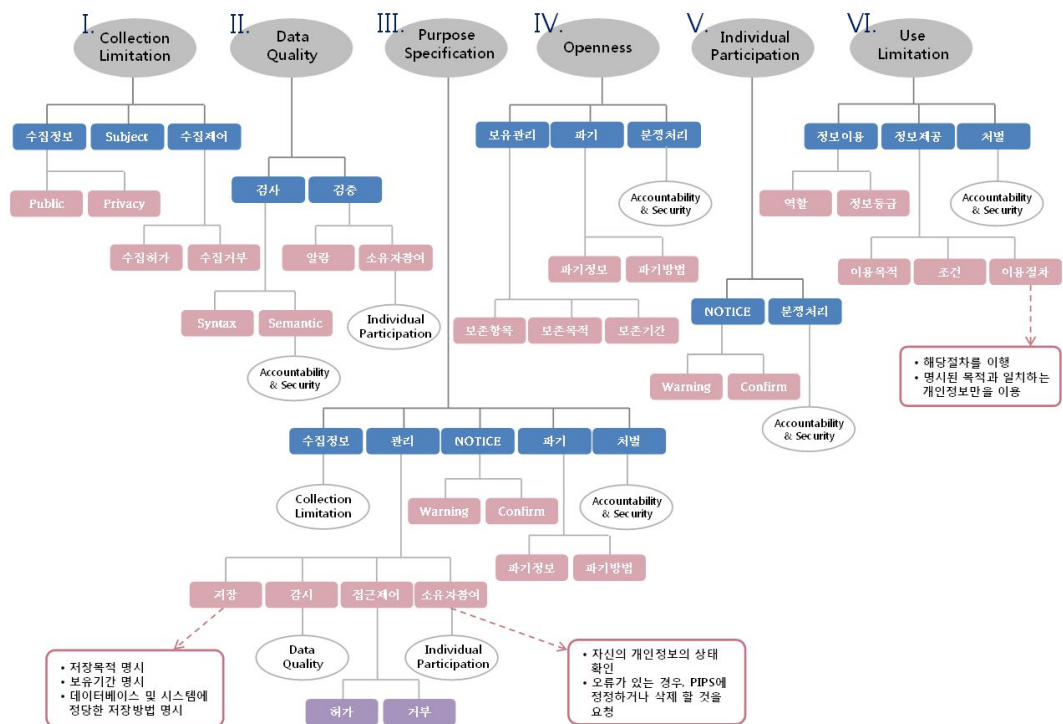 I.
Collection
Limitation
II.
Data
Quality
III.
Purpose
Specification
IV.
Openness
V.
Individual
Participation
VI.
Use
Limitation
수집정보
Subject
수집제어
Public
Privacy
수집허가
수집거부
검사
검증
알람
소유자참여
Individual
Participation
Syntax
Semantic
Accountability
& Security
보유관리
파기
분쟁처리
Accountability
& Security
파기정보
파기방법
보존항목
보존목적
보존기간
NOTICE
분쟁처리
Warning
Confirm
Accountability
& Security
정보이용
정보제공
처벌
역할
정보등급
Accountability
& Security
이용목적
조건
이용절차
• 해당절차를 이행
• 명시된 목적과 일치하는
개인정보만을 이용
수집정보
관리
NOTICE
파기
처벌
Collection
Limitation
Warning
Confirm
Accountability
& Security
파기정보
파기방법
저장
감시
접근제어
소유자참여
Data
Quality
Individual
Participation
허가
거부
• 저장목적 명시
• 보유기간 명시
• 데이터베이스 및 시스템에
정당한 저장방법 명시
• 자신의 개인정보의 상태
확인
• 오류가 있는 경우, PIPS에
정정하거나 삭제 할 것을
요청